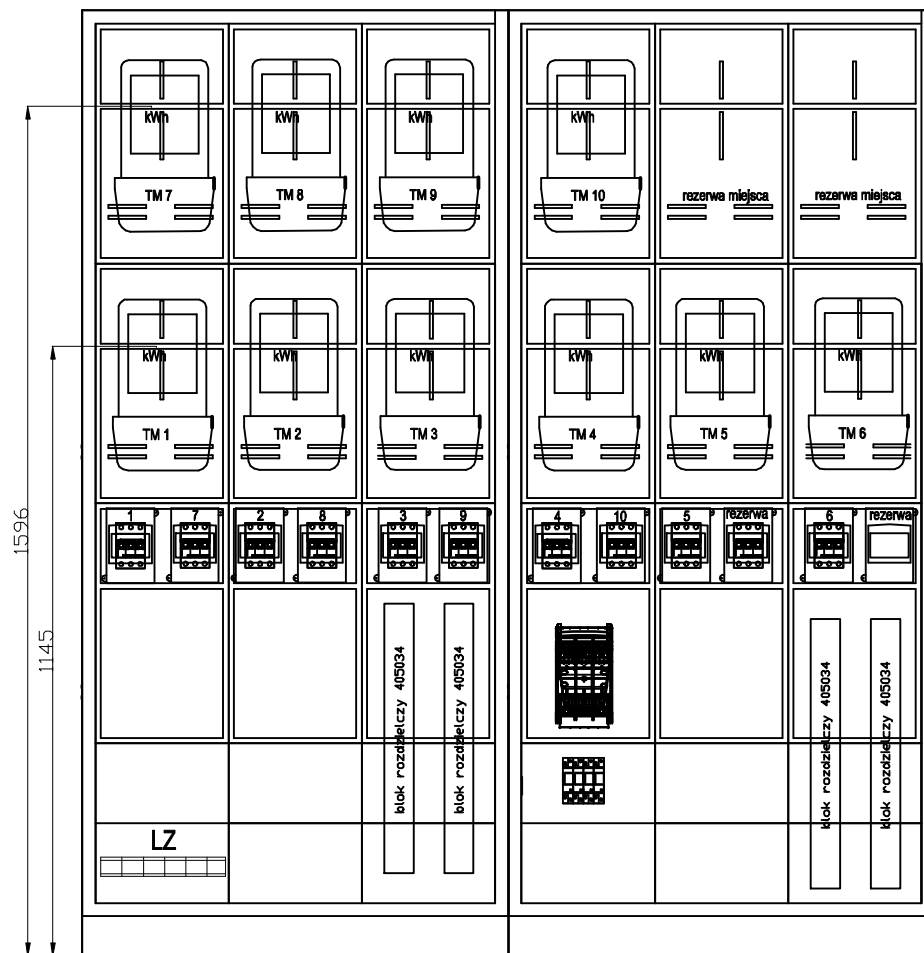 kWh kWh kWh kWh
TM 7 TM 8 TM 9 TM 10 rezerwa miejsca rezerwa miejsca
kWh kWh kWh kWh kWh kWh
TM 1 TM 2 TM 3 TM 4 TM 5 TM 6
1 7 2 8 3 9 4 10 5 rezerwa 6 rezerwa
1596
1145
blok rozdzielczy 405034
blok rozdzielczy 405034
blok rozdzielczy 405034
blok rozdzielczy 405034
LZ